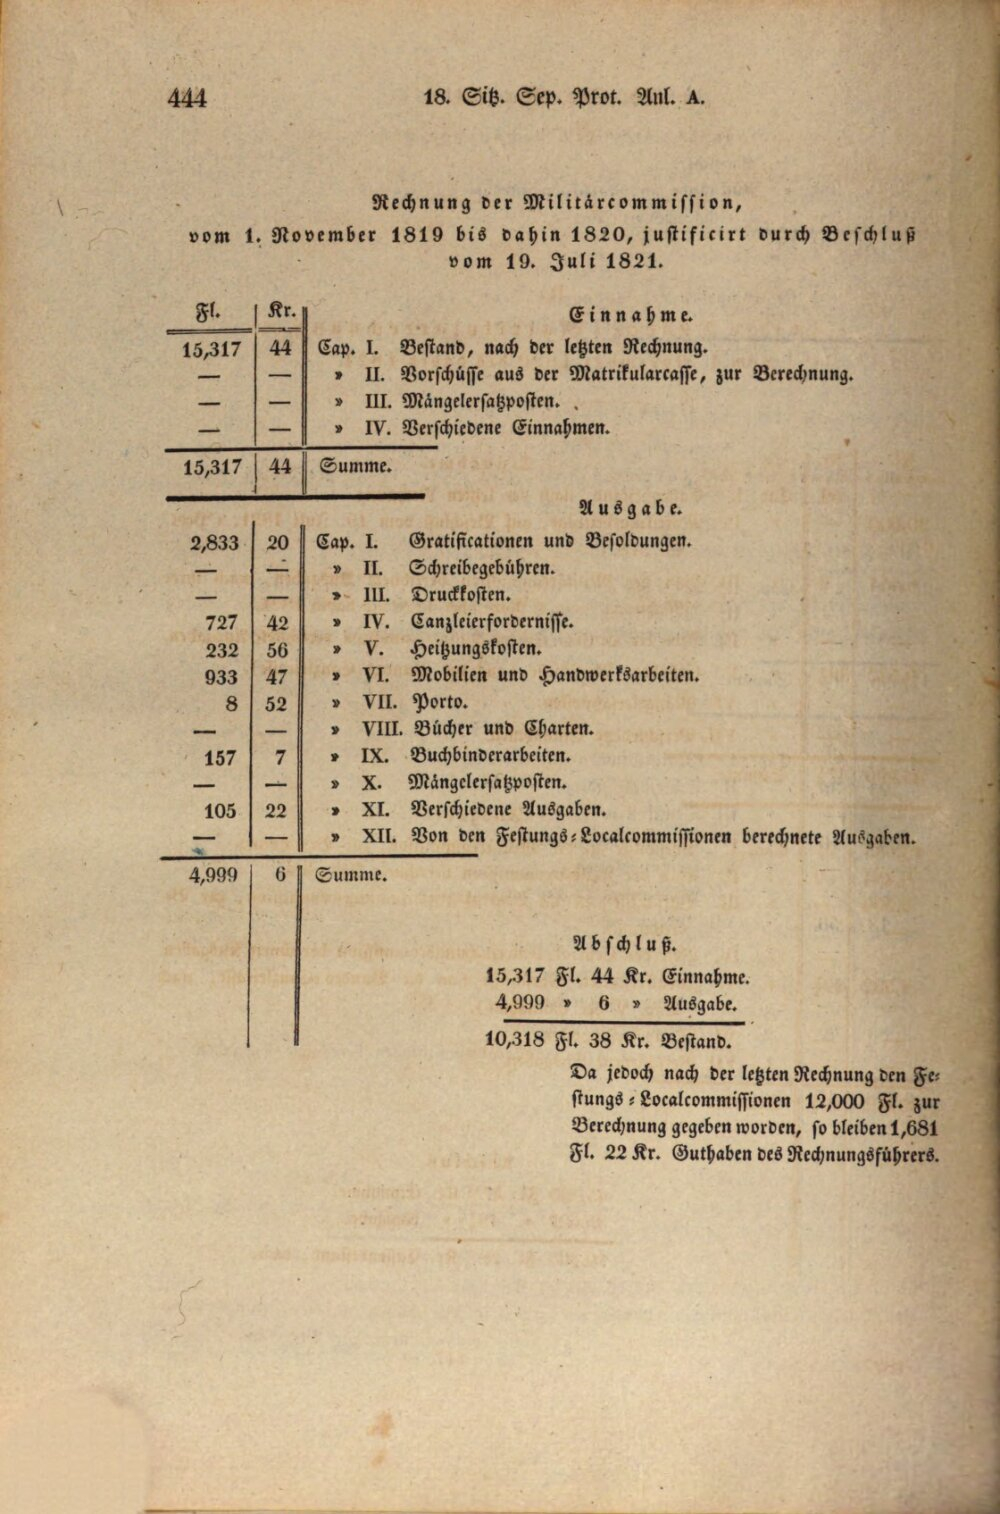 444 18. Sitz. Sep. Prot. Anl. A.
Rechnung der Militärcommission,
vom 1. November 1819 bis dahin 1820, justificirt durch Beschluß
vom 19. Juli 1821.
Fl. Kr. Einnahme.
15,317 44 Cap. I. Bestand, nach der letzten Rechnung.
— — » II. Vorschüsse aus der Matrikularcasse, zur Berechnung.
— — » III. Mängelersatzposten.
— — » IV. Verschiedene Einnahmen.
15,317 44 Summe.
Ausgabe.
2,833 20 Cap. I. Gratificationen und Besoldungen.
— — » II. Schreibegebühren.
— — » III. Druckkosten.
727 42 » IV. Canzleierfordernisse.
232 56 » V. Heitzungskosten.
933 47 » VI. Mobilien und Handwerksarbeiten.
8 52 » VII. Porto.
— — » VIII. Bücher und Charten.
157 7 » IX. Buchbinderarbeiten.
— — » X. Mängelersatzposten.
105 22 » XI. Verschiedene Ausgaben.
— — » XII. Von den Festungs-Localcommissionen berechnete Ausgaben.
4,999 6 Summe.
Abschluß.
15,317 Fl. 44 Kr. Einnahme.
4,999 » 6 » Ausgabe.
10,318 Fl. 38 Kr. Bestand.
Da jedoch nach der letzten Rechnung den Fe-
stungs-Localcommissionen 12,000 Fl. zur
Berechnung gegeben worden, so bleiben 1,681
Fl. 22 Kr. Guthaben des Rechnungsführers.